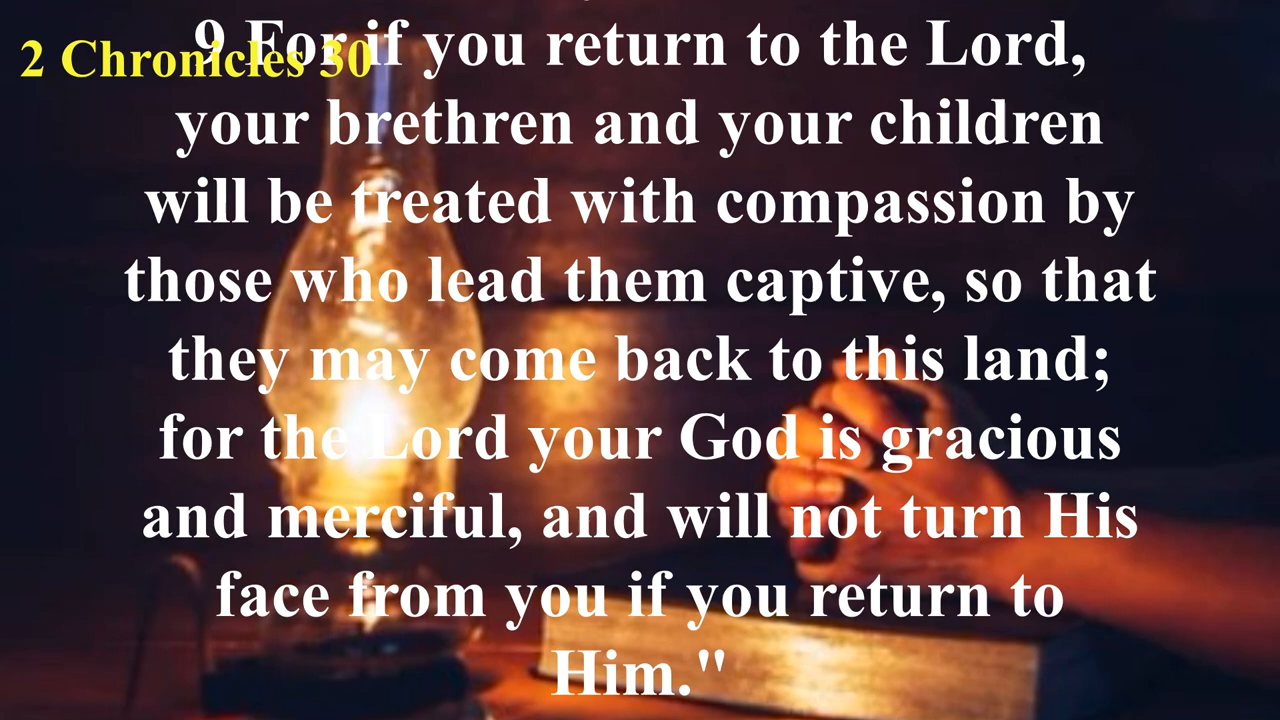 2 Chronicles 30
9 For if you return to the Lord,
your brethren and your children
will be treated with compassion by
those who lead them captive, so that
they may come back to this land;
for the Lord your God is gracious
and merciful, and will not turn His
face from you if you return to
Him."